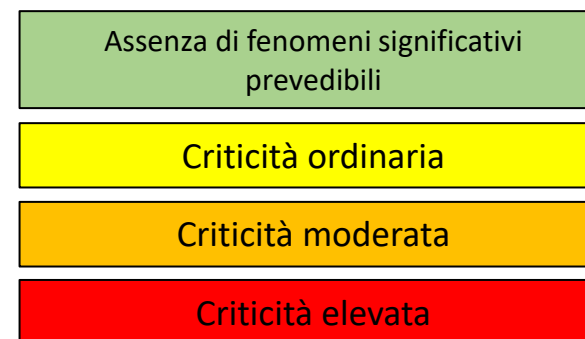 Assenza di fenomeni significativi
prevedibili
Criticità ordinaria
Criticità moderata
Criticità elevata